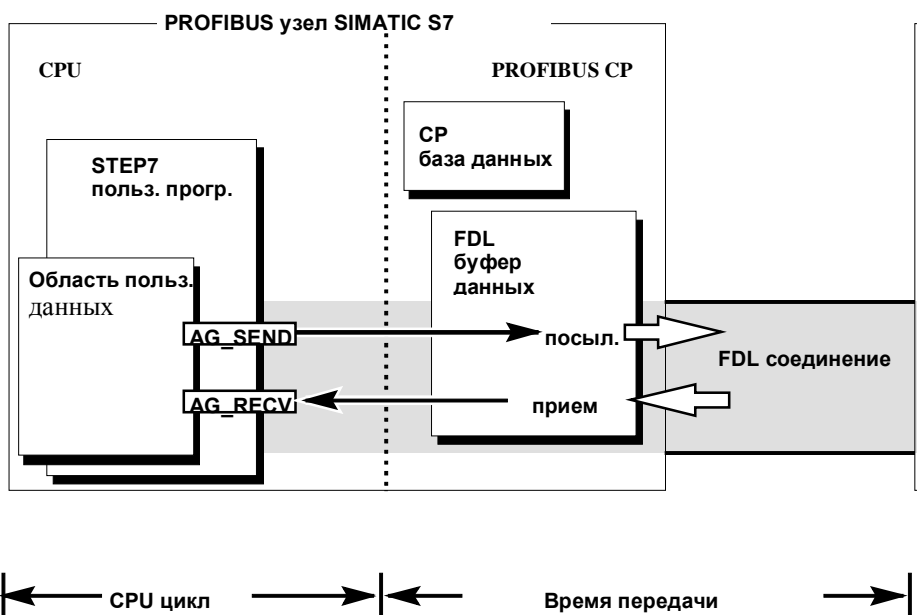 PROFIBUS узел SIMATIC S7
CPU
PROFIBUS CP
CP
база данных
STEP7
польз. прогр.
FDL
буфер
данных
Область польз.
данных
AG_SEND
посыл.
FDL соединение
AG_RECV
прием
CPU цикл
Время передачи